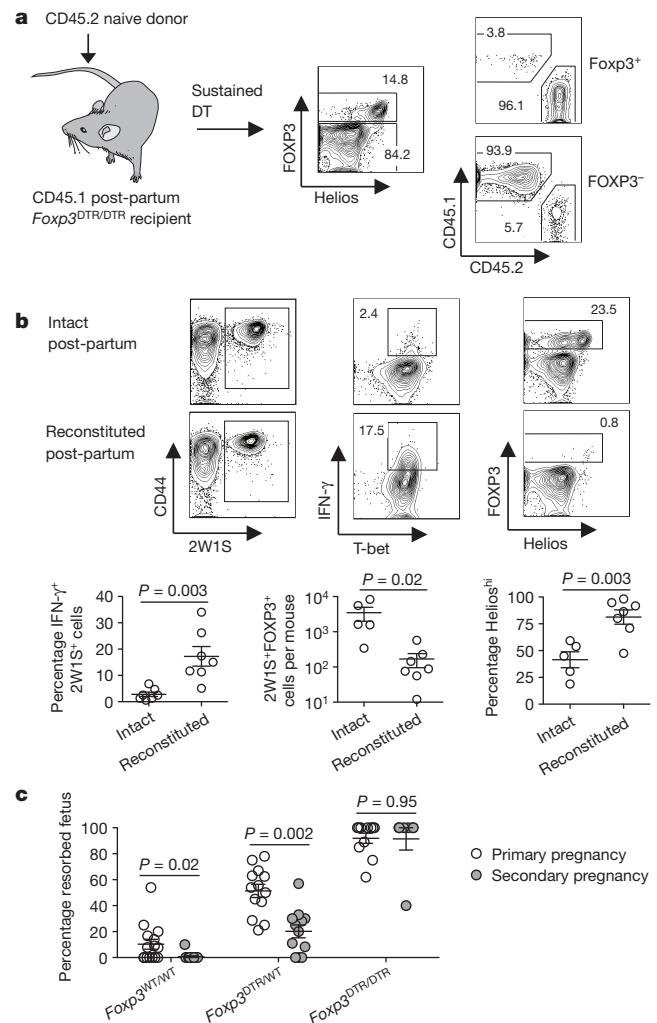 a
CD45.2 naive donor
CD45.1 post-partum
Foxp3DTR/DTR recipient
Sustained
DT
FOXP3
14.8
84.2
Helios
3.8
96.1
Foxp3+
93.9
5.7
FOXP3–
CD45.1
CD45.2
b
Intact
post-partum
2.4
23.5
Reconstituted
post-partum
17.5
0.8
CD44
2W1S
IFN-γ
T-bet
FOXP3
Helios
Percentage IFN-γ+
2W1S+ cells
P = 0.003
40
30
20
10
0
Intact
Reconstituted
2W1S+FOXP3+
cells per mouse
P = 0.02
10^4
10^3
10^2
10^1
Intact
Reconstituted
Percentage Helioshi
P = 0.003
100
75
50
25
0
Intact
Reconstituted
c
Percentage resorbed fetus
100
80
60
40
20
0
P = 0.02
P = 0.002
P = 0.95
Foxp3WT/WT
Foxp3DTR/WT
Foxp3DTR/DTR
Primary pregnancy
Secondary pregnancy